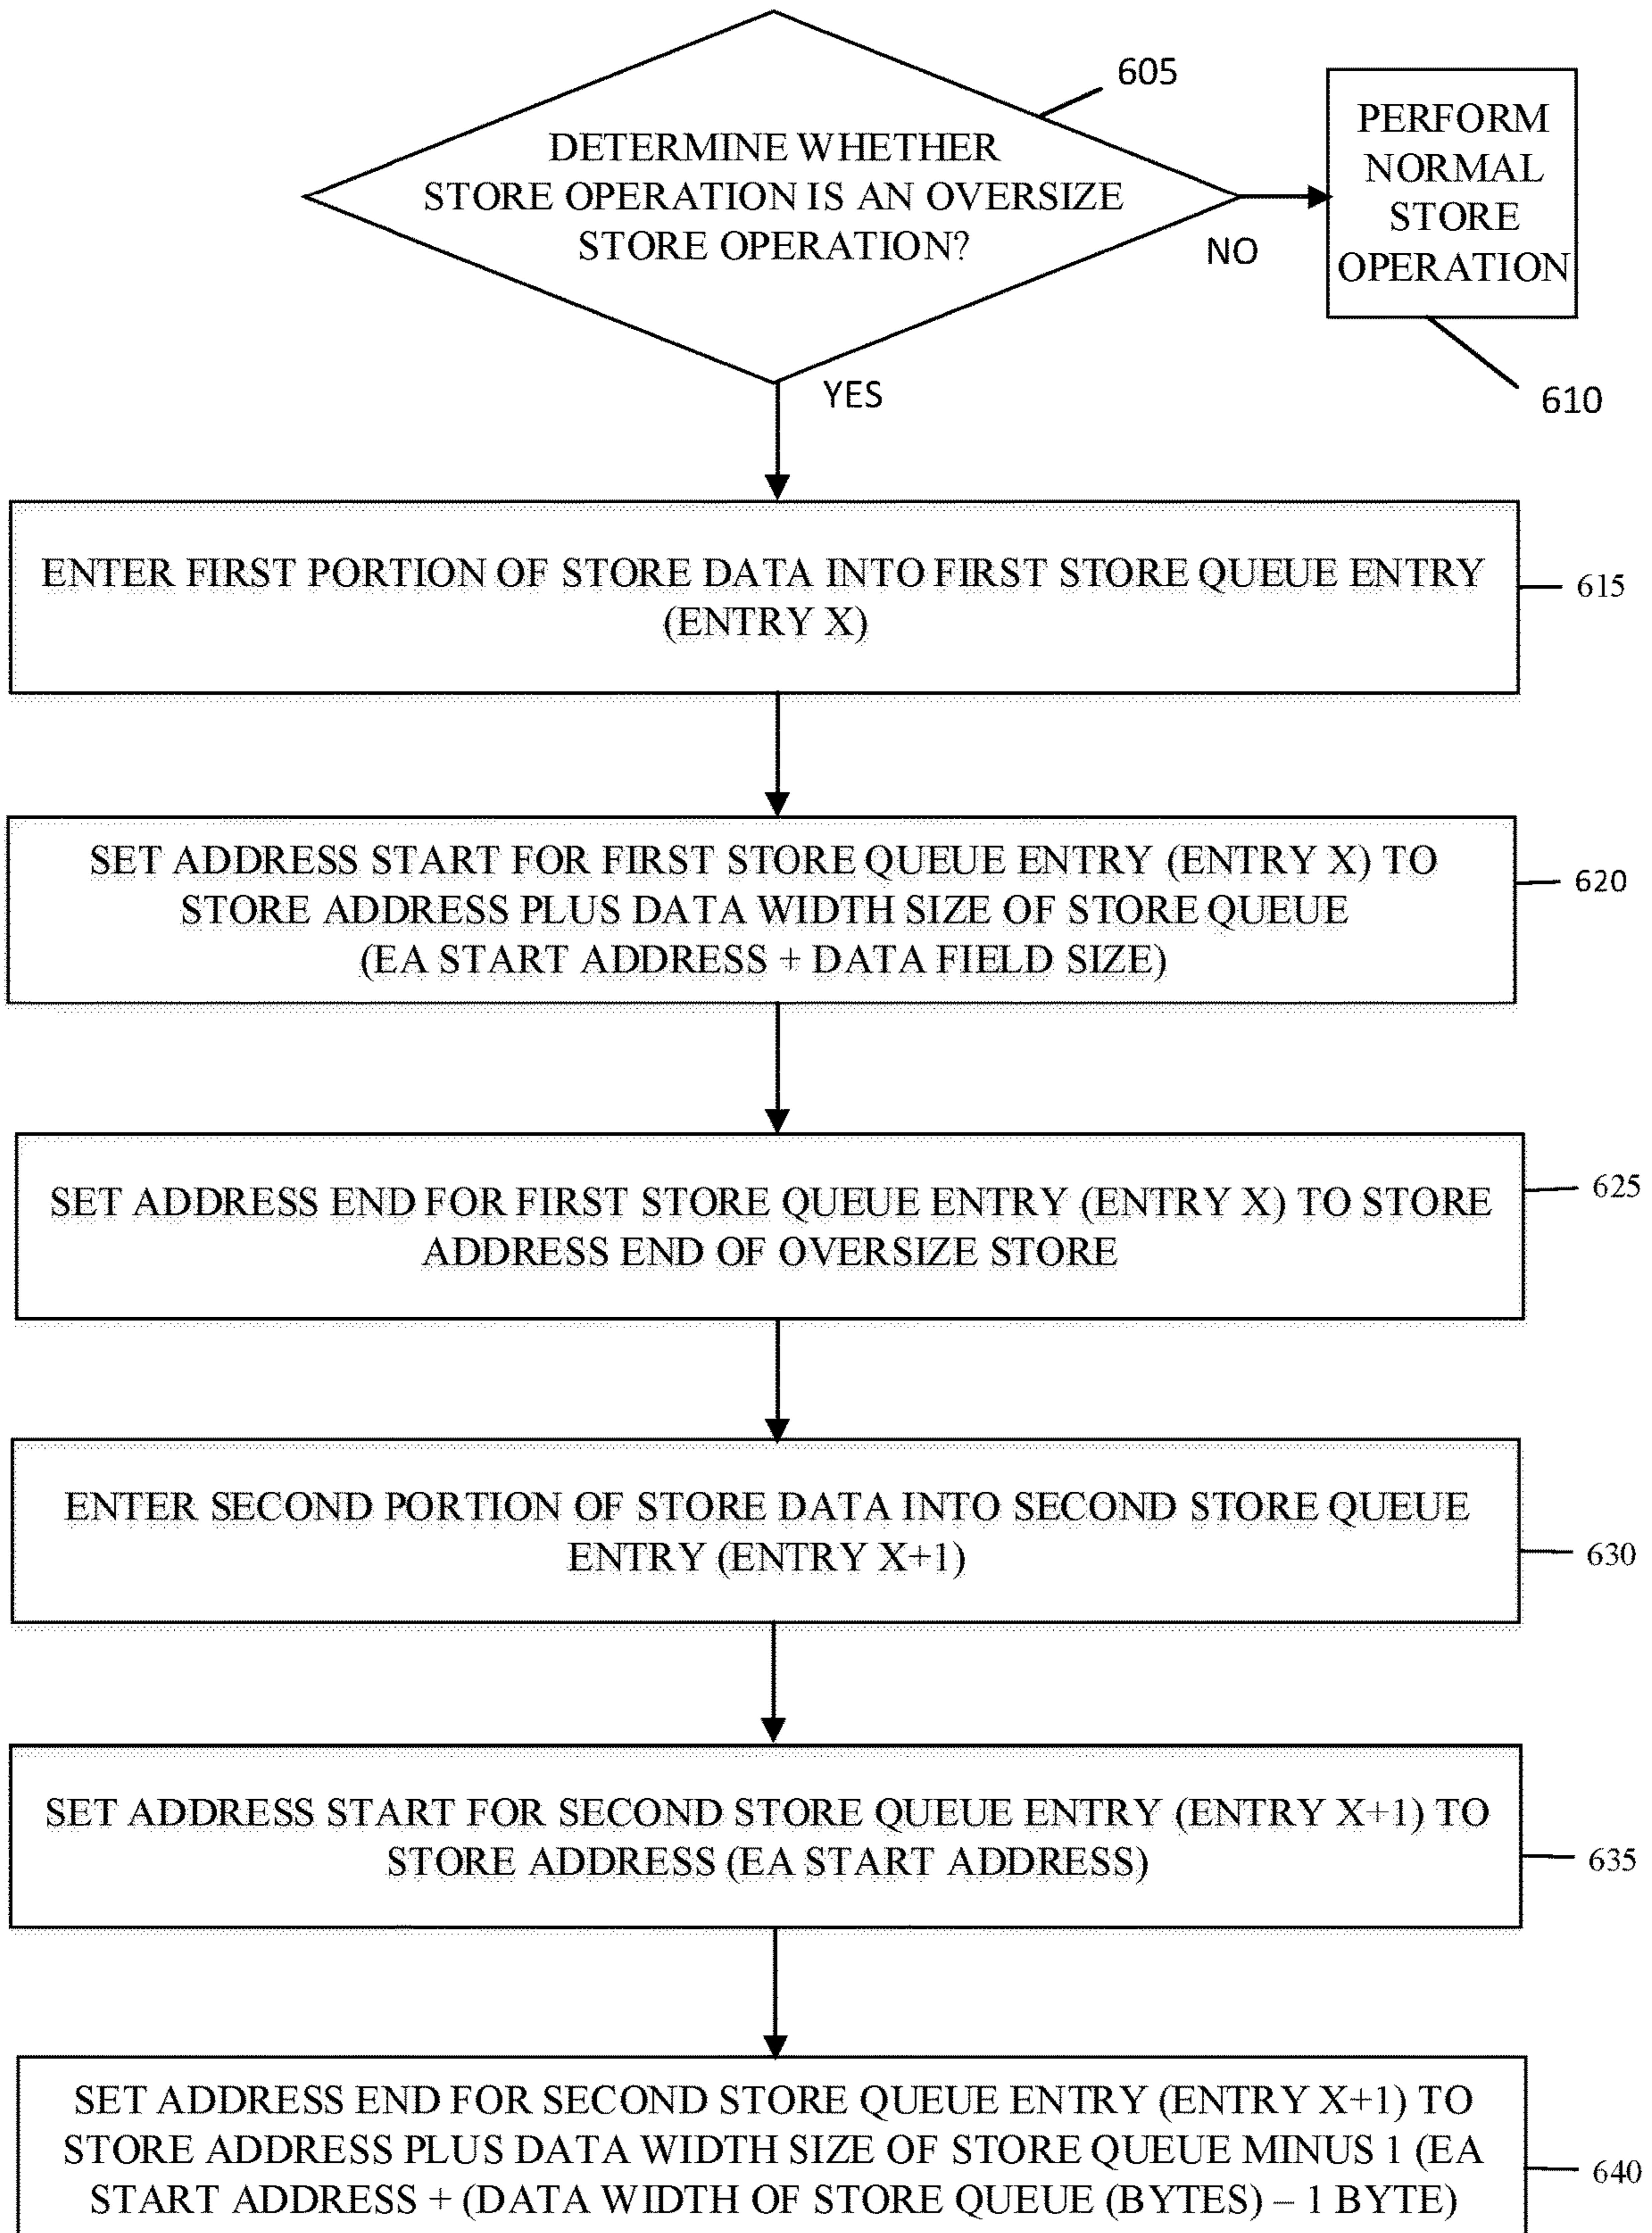 605
DETERMINE WHETHER
STORE OPERATION IS AN OVERSIZE
STORE OPERATION?
NO
PERFORM
NORMAL
STORE
OPERATION
610
YES
ENTER FIRST PORTION OF STORE DATA INTO FIRST STORE QUEUE ENTRY
(ENTRY X)
615
SET ADDRESS START FOR FIRST STORE QUEUE ENTRY (ENTRY X) TO
STORE ADDRESS PLUS DATA WIDTH SIZE OF STORE QUEUE
(EA START ADDRESS + DATA FIELD SIZE)
620
SET ADDRESS END FOR FIRST STORE QUEUE ENTRY (ENTRY X) TO STORE
ADDRESS END OF OVERSIZE STORE
625
ENTER SECOND PORTION OF STORE DATA INTO SECOND STORE QUEUE
ENTRY (ENTRY X+1)
630
SET ADDRESS START FOR SECOND STORE QUEUE ENTRY (ENTRY X+1) TO
STORE ADDRESS (EA START ADDRESS)
635
SET ADDRESS END FOR SECOND STORE QUEUE ENTRY (ENTRY X+1) TO
STORE ADDRESS PLUS DATA WIDTH SIZE OF STORE QUEUE MINUS 1 (EA
START ADDRESS + (DATA WIDTH OF STORE QUEUE (BYTES) – 1 BYTE)
640